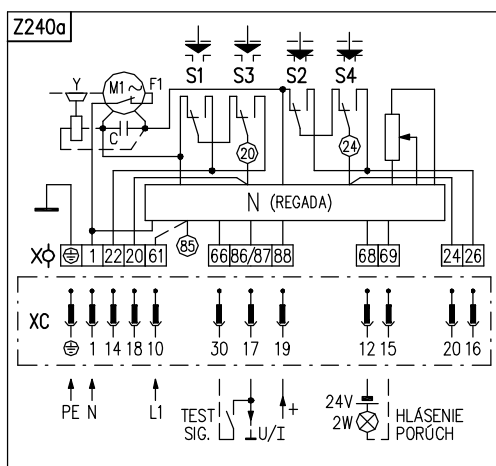 Z240a
S1 S3 S2 S4
Y M1 ~ F1
C
20 24
N (REGADA)
85
X 1 22 20 61 66 86/87 88 68 69 24 26
XC
1 14 18 10 30 17 19 12 15 20 16
PE N L1 TEST SIG. U/I + 24V 2W HLÁSENIE PORÚCH